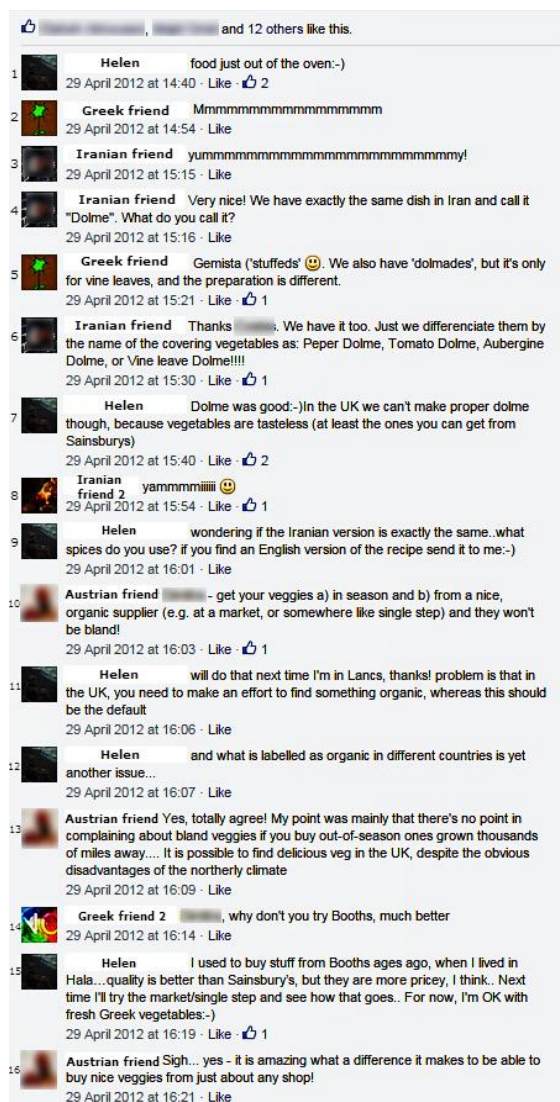 and 12 others like this.
1 Helen food just out of the oven:-)
29 April 2012 at 14:40 · Like · 2
2 Greek friend Mmmmmmmmmmmmmmmmm
29 April 2012 at 14:54 · Like
3 Iranian friend yummmmmmmmmmmmmmmmmmmmmmmy!
29 April 2012 at 15:15 · Like
4 Iranian friend Very nice! We have exactly the same dish in Iran and call it
"Dolme". What do you call it?
29 April 2012 at 15:16 · Like
5 Greek friend Gemista ('stuffeds' 🙂. We also have 'dolmades', but it's only
for vine leaves, and the preparation is different.
29 April 2012 at 15:21 · Like · 1
6 Iranian friend Thanks s. We have it too. Just we differenciate them by
the name of the covering vegetables as: Peper Dolme, Tomato Dolme, Aubergine
Dolme, or Vine leave Dolme!!!!
29 April 2012 at 15:30 · Like · 1
7 Helen Dolme was good:-)In the UK we can't make proper dolme
though, because vegetables are tasteless (at least the ones you can get from
Sainsburys)
29 April 2012 at 15:40 · Like · 2
8 Iranian
friend 2 yammmmiiiiii 🙂
29 April 2012 at 15:54 · Like · 1
9 Helen wondering if the Iranian version is exactly the same..what
spices do you use? if you find an English version of the recipe send it to me:-)
29 April 2012 at 16:01 · Like
10 Austrian friend - get your veggies a) in season and b) from a nice,
organic supplier (e.g. at a market, or somewhere like single step) and they won't
be bland!
29 April 2012 at 16:03 · Like · 1
11 Helen will do that next time I'm in Lancs, thanks! problem is that in
the UK, you need to make an effort to find something organic, whereas this should
be the default
29 April 2012 at 16:06 · Like
12 Helen and what is labelled as organic in different countries is yet
another issue...
29 April 2012 at 16:07 · Like
13 Austrian friend Yes, totally agree! My point was mainly that there's no point in
complaining about bland veggies if you buy out-of-season ones grown thousands
of miles away.... It is possible to find delicious veg in the UK, despite the obvious
disadvantages of the northerly climate
29 April 2012 at 16:09 · Like
14 Greek friend 2 , why don't you try Booths, much better
29 April 2012 at 16:14 · Like
15 Helen I used to buy stuff from Booths ages ago, when I lived in
Hala...quality is better than Sainsbury's, but they are more pricey, I think.. Next
time I'll try the market/single step and see how that goes.. For now, I'm OK with
fresh Greek vegetables:-)
29 April 2012 at 16:19 · Like · 1
16 Austrian friend Sigh... yes - it is amazing what a difference it makes to be able to
buy nice veggies from just about any shop!
29 April 2012 at 16:21 · Like